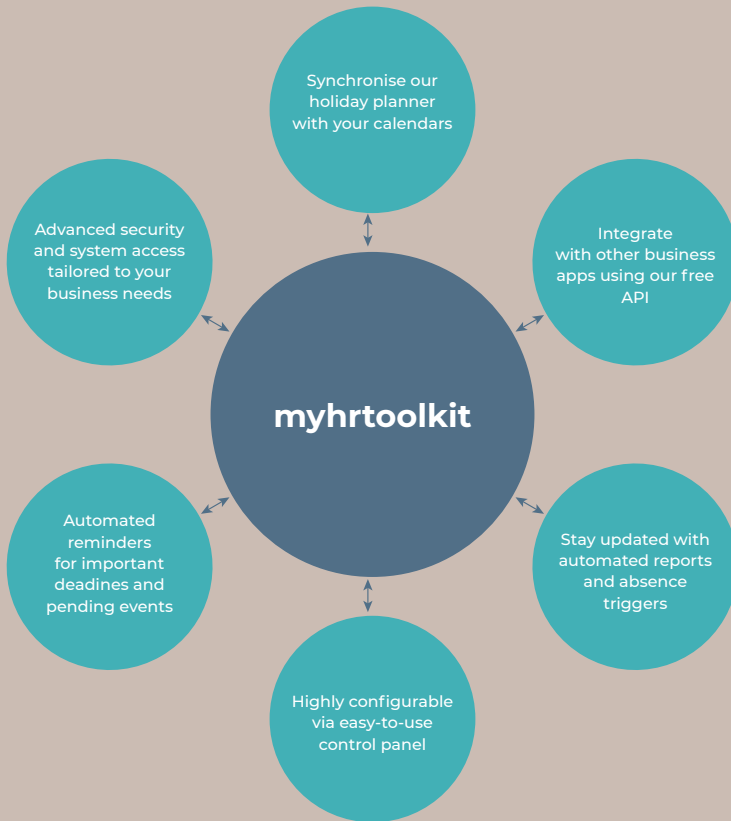 Synchronise our
holiday planner
with your calendars
Advanced security
and system access
tailored to your
business needs
Integrate
with other business
apps using our free
API
myhrtoolkit
Automated
reminders
for important
deadines and
pending events
Stay updated with
automated reports
and absence
triggers
Highly configurable
via easy-to-use
control panel